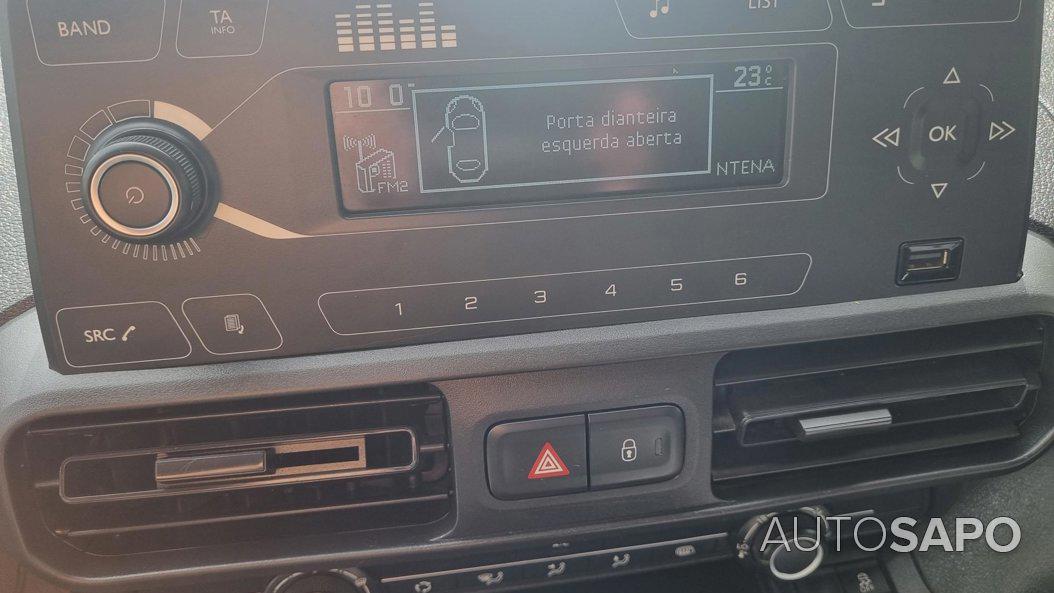 BAND
TA
INFO
LIST
10 0
23°C
Porta dianteira
esquerda aberta
FM2
NTENA
OK
1 2 3 4 5 6
SRC
AUTOSAPO